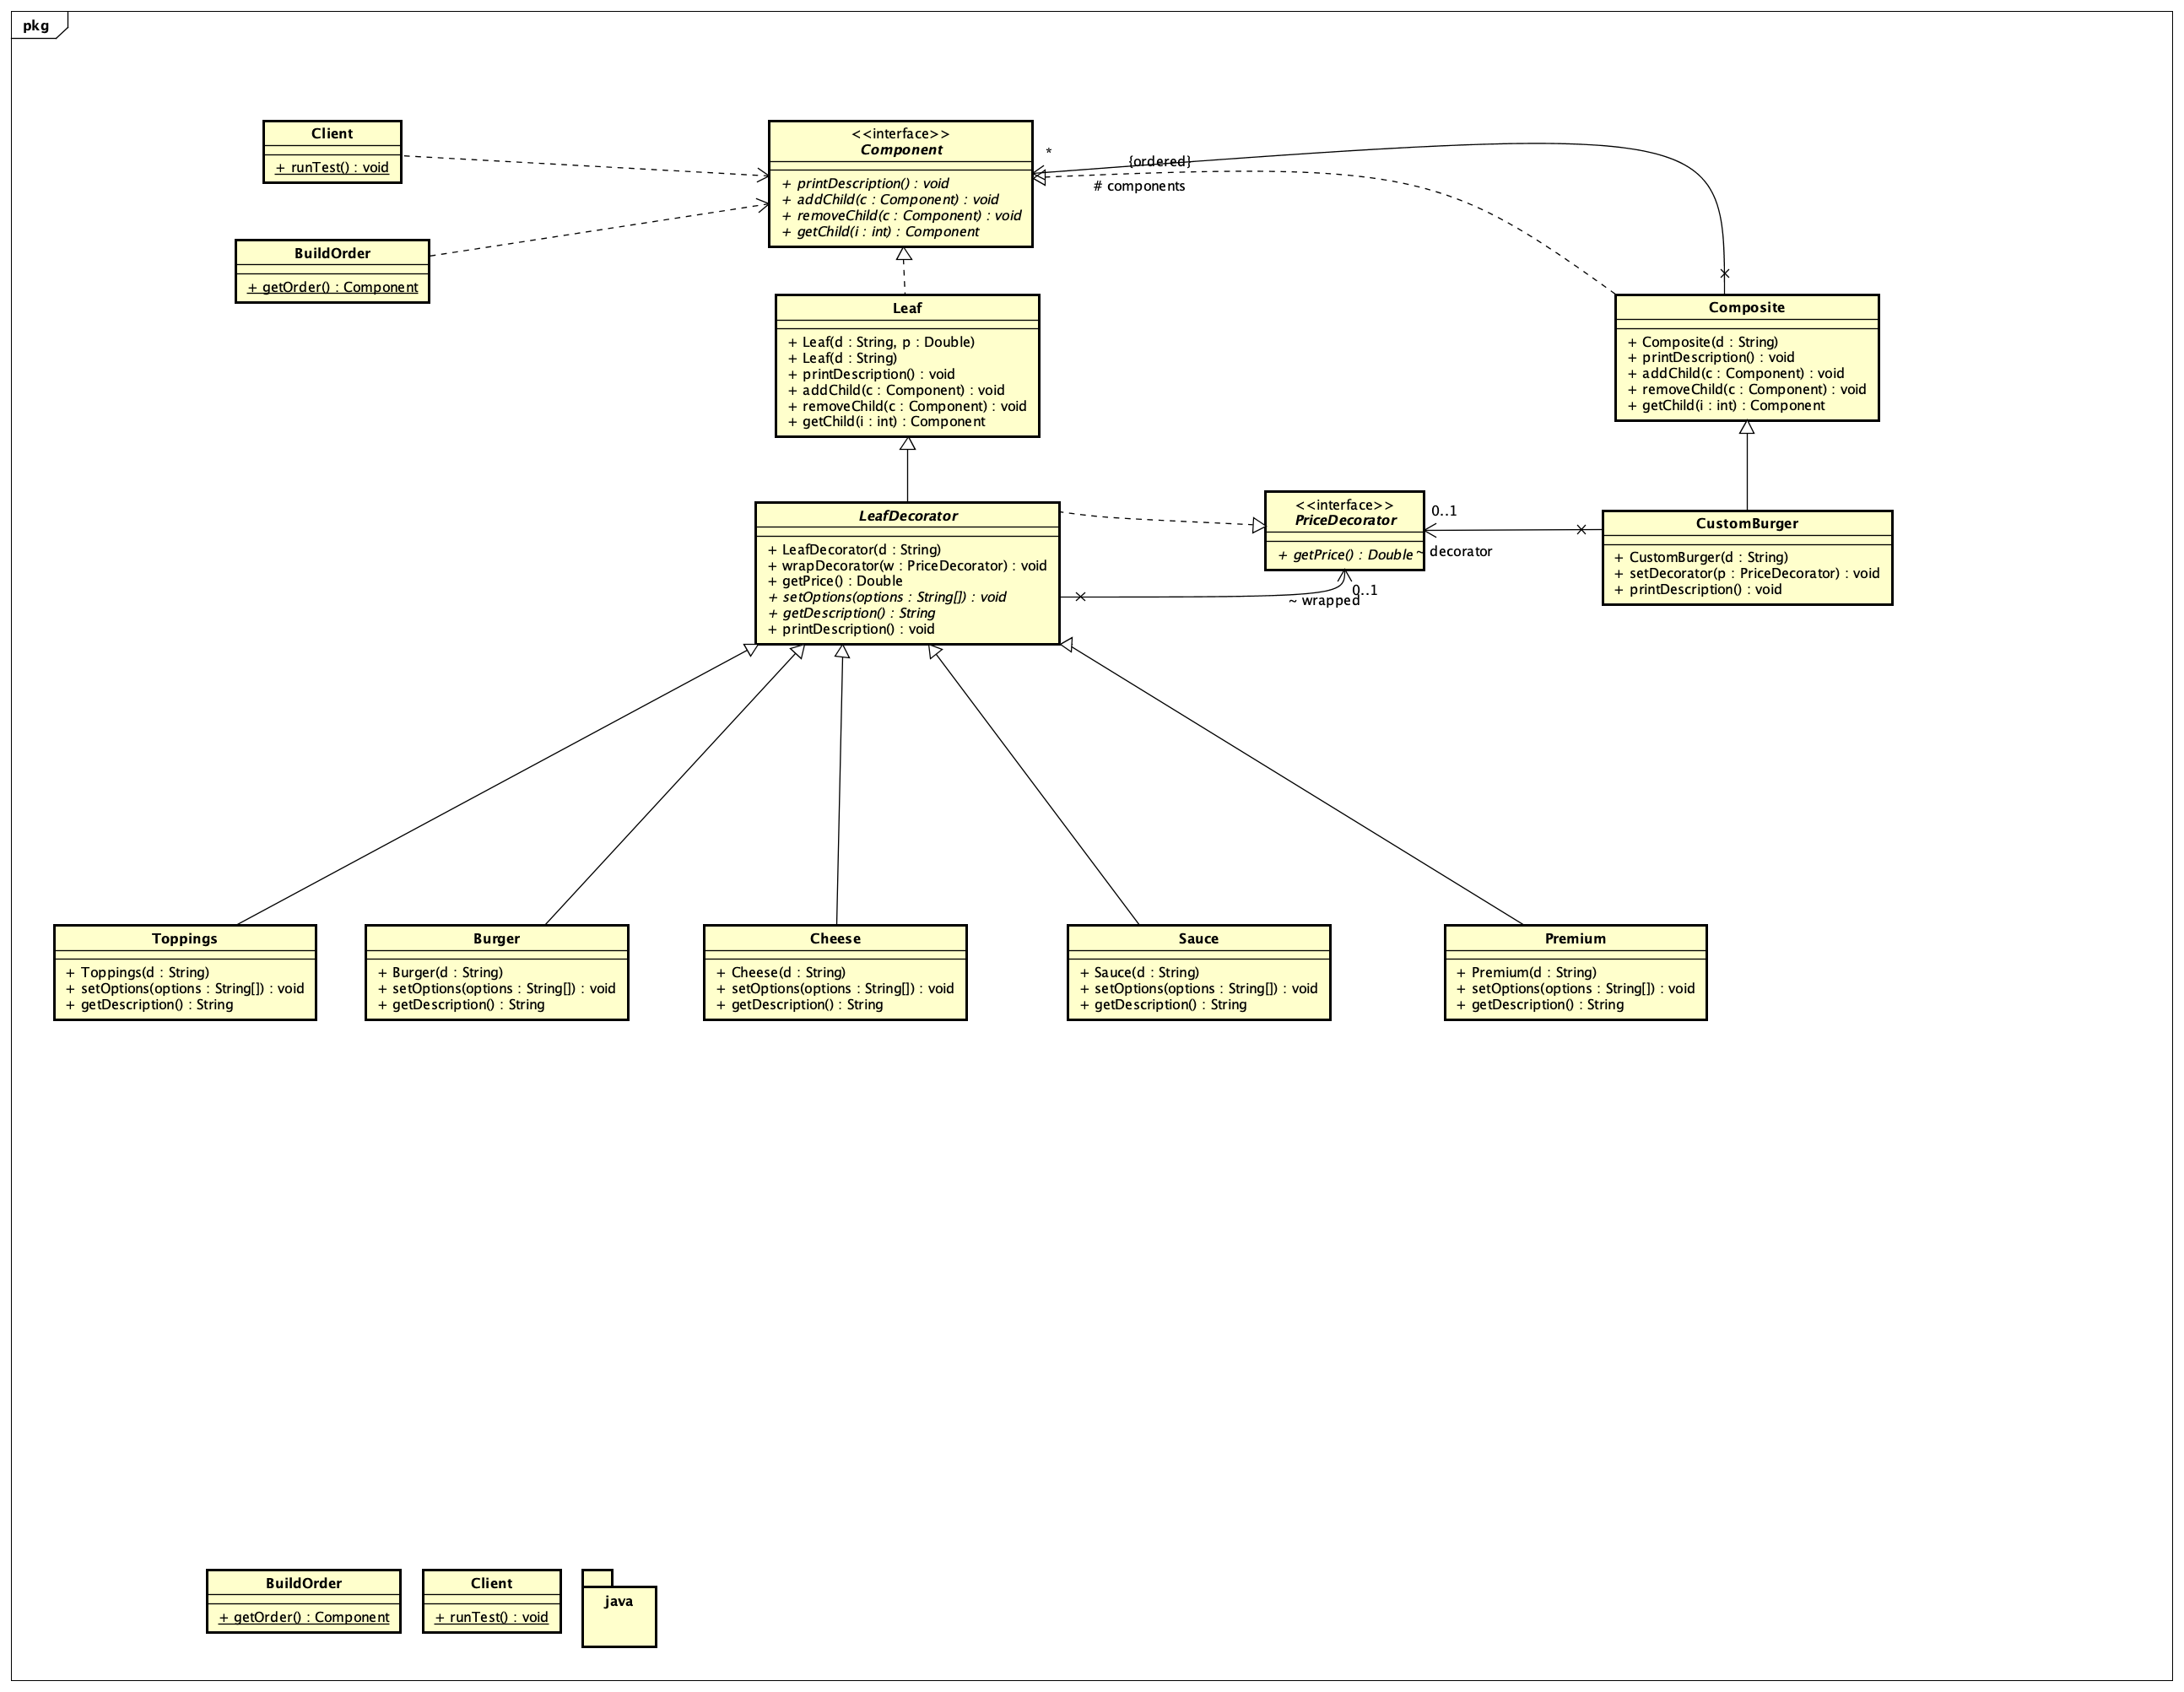 pkg
Client
+ runTest() : void
BuildOrder
+ getOrder() : Component
<<interface>>
Component
+ printDescription() : void
+ addChild(c : Component) : void
+ removeChild(c : Component) : void
+ getChild(i : int) : Component
*
{ordered}
# components
Leaf
+ Leaf(d : String, p : Double)
+ Leaf(d : String)
+ printDescription() : void
+ addChild(c : Component) : void
+ removeChild(c : Component) : void
+ getChild(i : int) : Component
Composite
+ Composite(d : String)
+ printDescription() : void
+ addChild(c : Component) : void
+ removeChild(c : Component) : void
+ getChild(i : int) : Component
LeafDecorator
+ LeafDecorator(d : String)
+ wrapDecorator(w : PriceDecorator) : void
+ getPrice() : Double
+ setOptions(options : String[]) : void
+ getDescription() : String
+ printDescription() : void
<<interface>>
PriceDecorator
+ getPrice() : Double
0..1
~ decorator
0..1
~ wrapped
CustomBurger
+ CustomBurger(d : String)
+ setDecorator(p : PriceDecorator) : void
+ printDescription() : void
Toppings
+ Toppings(d : String)
+ setOptions(options : String[]) : void
+ getDescription() : String
Burger
+ Burger(d : String)
+ setOptions(options : String[]) : void
+ getDescription() : String
Cheese
+ Cheese(d : String)
+ setOptions(options : String[]) : void
+ getDescription() : String
Sauce
+ Sauce(d : String)
+ setOptions(options : String[]) : void
+ getDescription() : String
Premium
+ Premium(d : String)
+ setOptions(options : String[]) : void
+ getDescription() : String
BuildOrder
+ getOrder() : Component
Client
+ runTest() : void
java